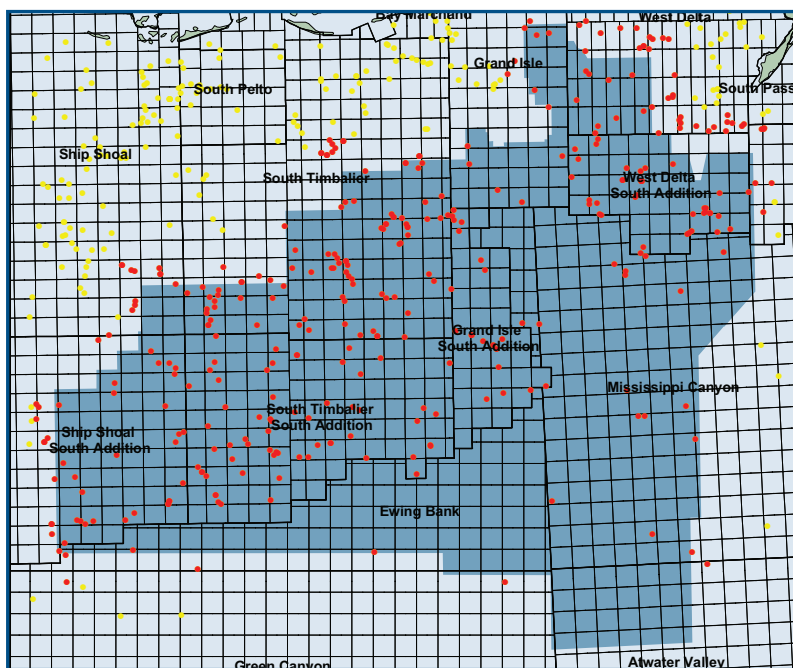 Bay Marchand
West Delta
Grand Isle
South Pelto
South Pass
Ship Shoal
South Timbalier
West Delta
South Addition
Grand Isle
South Addition
Mississippi Canyon
South Timbalier
South Addition
Ship Shoal
South Addition
Ewing Bank
Green Canyon
Atwater Valley